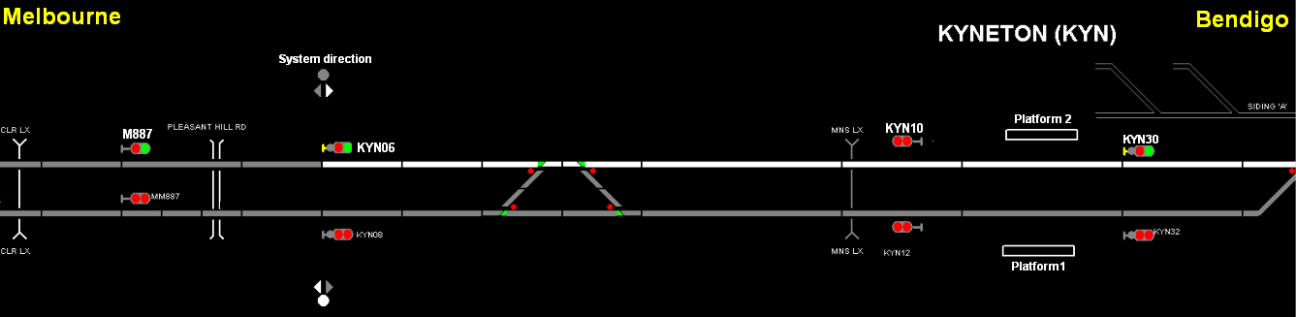 Melbourne
Bendigo
KYNETON (KYN)
System direction
SIDING 'A'
CLR LX
M887
PLEASANT HILL RD
KYN06
MNS LX
KYN10
Platform 2
KYN30
MM887
KYN08
KYN12
KYN32
CLR LX
MNS LX
Platform1